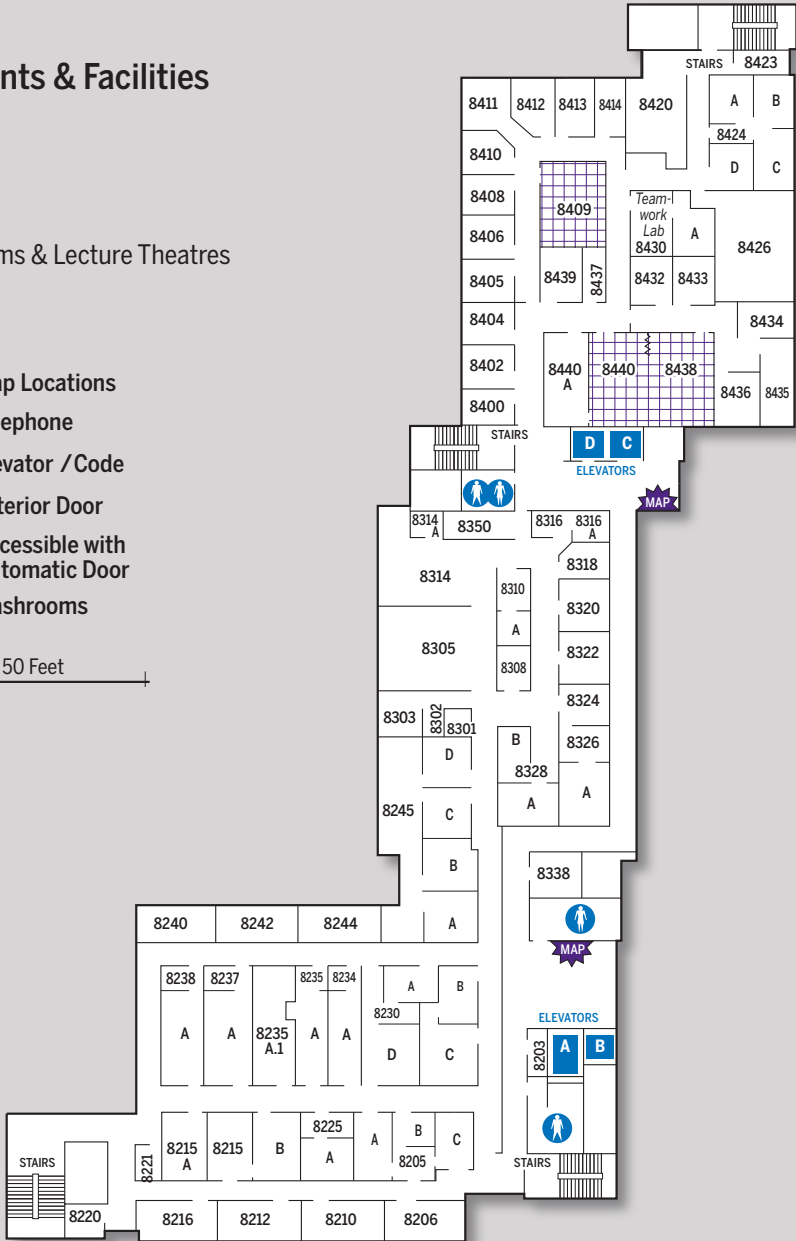 nts & Facilities
ms & Lecture Theatres
ap Locations
ephone
evator / Code
terior Door
ccessible with
tomatic Door
ashrooms
50 Feet
STAIRS
8423
8411
8412
8413
8414
8420
A
B
8424
D
C
8410
8408
8409
Team-
work
Lab
8430
A
8406
8426
8405
8439
8437
8432
8433
8404
8434
8402
8440
A
8440
8438
8436
8435
8400
STAIRS
D
C
ELEVATORS
MAP
8314
A
8350
8316
8316
A
8318
8314
8310
8320
A
8305
8322
8308
8324
8303
8302
8301
8326
D
B
8328
A
A
8245
C
B
8338
A
8240
8242
8244
MAP
8238
8237
8235
8234
A
B
8230
A
A
8235
A.1
A
A
D
C
ELEVATORS
8203
A
B
8225
8215
A
8215
B
A
A
B
C
8205
8221
STAIRS
STAIRS
8220
8216
8212
8210
8206